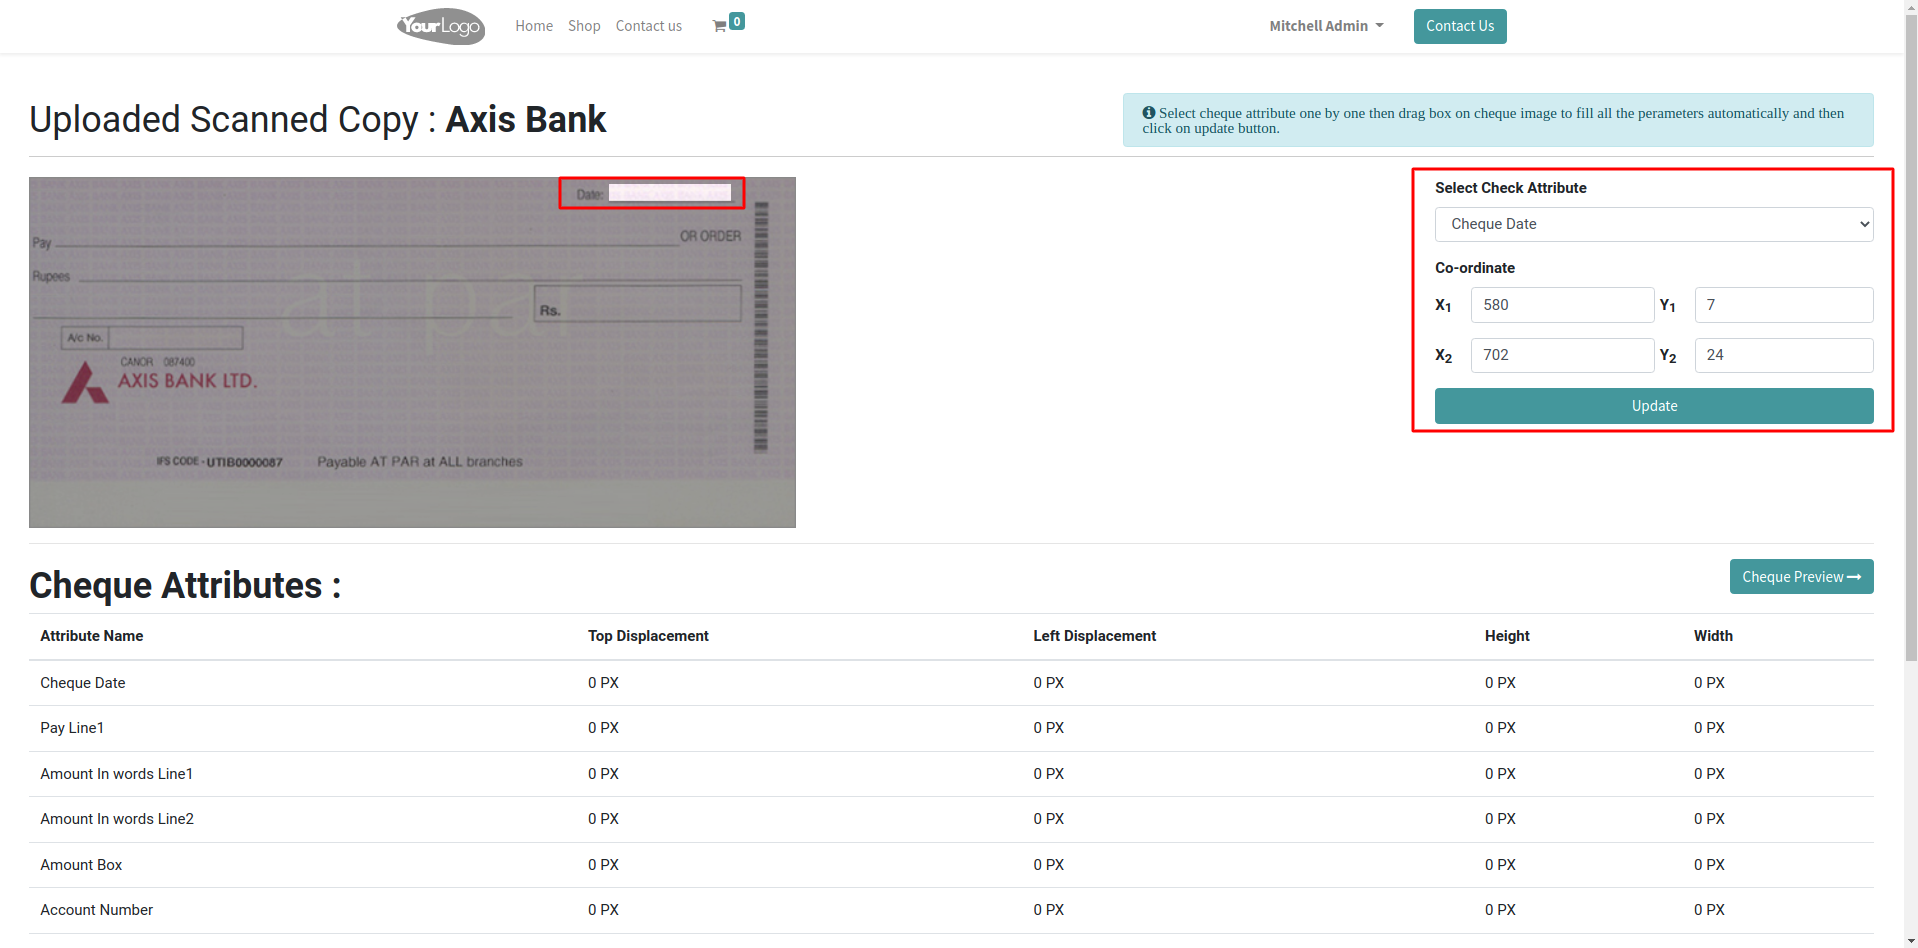 YourLogo
Home Shop Contact us 0 Mitchell Admin Contact Us
Uploaded Scanned Copy : Axis Bank
Select cheque attribute one by one then drag box on cheque image to fill all the perameters automatically and then
click on update button.
Date:
Pay OR ORDER
Rupees
at par
Rs.
A/c No.
CANOR 087400
AXIS BANK LTD.
IFS CODE - UTIB0000087 Payable AT PAR at ALL branches
Select Check Attribute
Cheque Date
Co-ordinate
X1 580 Y1 7
X2 702 Y2 24
Update
Cheque Attributes :
Cheque Preview
Attribute Name Top Displacement Left Displacement Height Width
Cheque Date 0 PX 0 PX 0 PX 0 PX
Pay Line1 0 PX 0 PX 0 PX 0 PX
Amount In words Line1 0 PX 0 PX 0 PX 0 PX
Amount In words Line2 0 PX 0 PX 0 PX 0 PX
Amount Box 0 PX 0 PX 0 PX 0 PX
Account Number 0 PX 0 PX 0 PX 0 PX